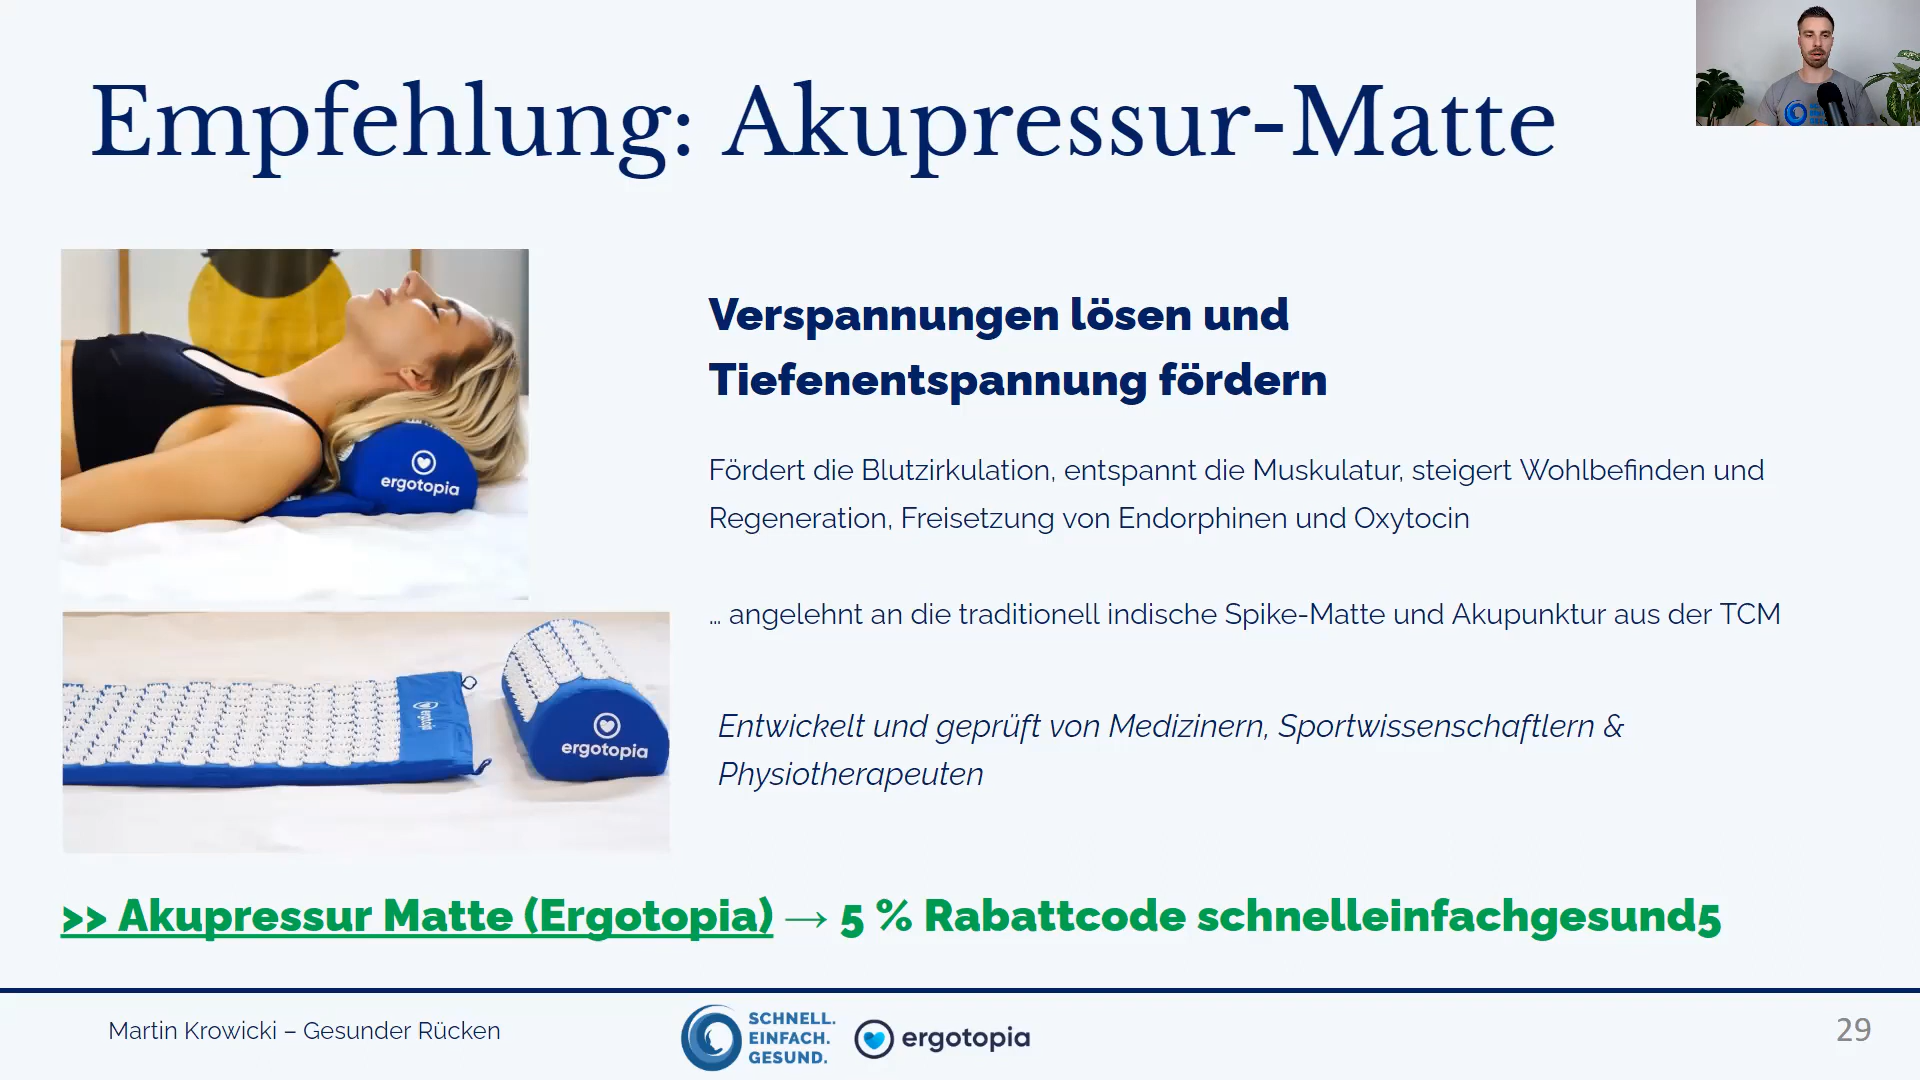 Empfehlung: Akupressur-Matte
Verspannungen lösen und
Tiefenentspannung fördern
Fördert die Blutzirkulation, entspannt die Muskulatur, steigert Wohlbefinden und
Regeneration, Freisetzung von Endorphinen und Oxytocin
... angelehnt an die traditionell indische Spike-Matte und Akupunktur aus der TCM
Entwickelt und geprüft von Medizinern, Sportwissenschaftlern &
Physiotherapeuten
ergotopia
ergotopia
ergotopia
>> Akupressur Matte (Ergotopia) → 5 % Rabattcode schnelleinfachgesund5
Martin Krowicki – Gesunder Rücken
SCHNELL.
EINFACH.
GESUND.
ergotopia
29